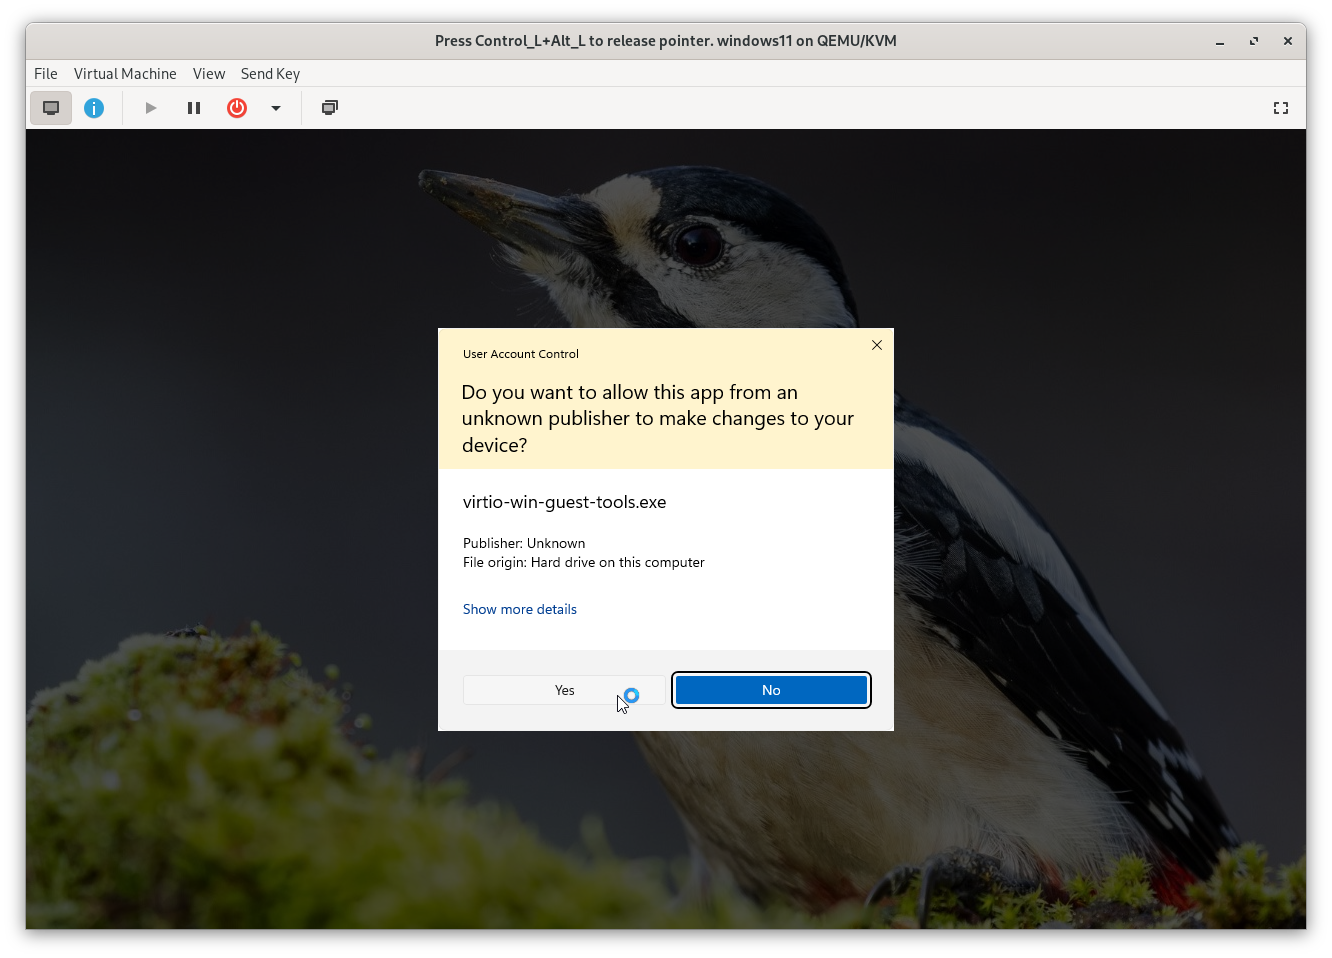 Press Control_L+Alt_L to release pointer. windows11 on QEMU/KVM
File Virtual Machine View Send Key
User Account Control
Do you want to allow this app from an
unknown publisher to make changes to your
device?
virtio-win-guest-tools.exe
Publisher: Unknown
File origin: Hard drive on this computer
Show more details
Yes No